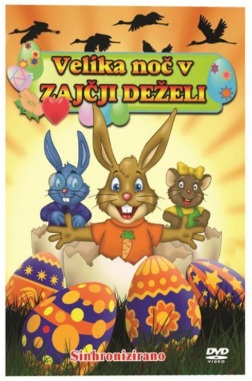 Velika noč v
ZAJČJI DEŽELI
Sinhronizirano
DVD
VIDEO